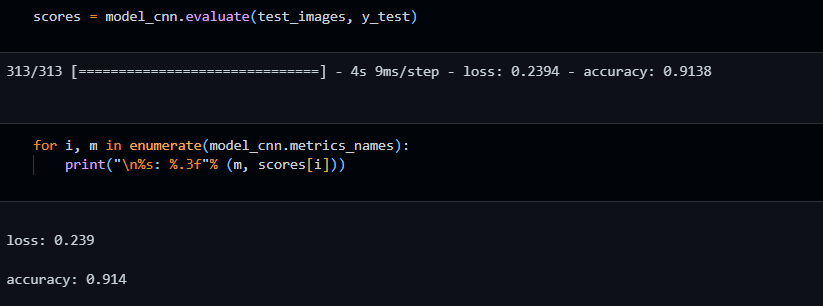 scores = model_cnn.evaluate(test_images, y_test)
313/313 [==============================] - 4s 9ms/step - loss: 0.2394 - accuracy: 0.9138
for i, m in enumerate(model_cnn.metrics_names):
    print("\n%s: %.3f"% (m, scores[i]))
loss: 0.239
accuracy: 0.914